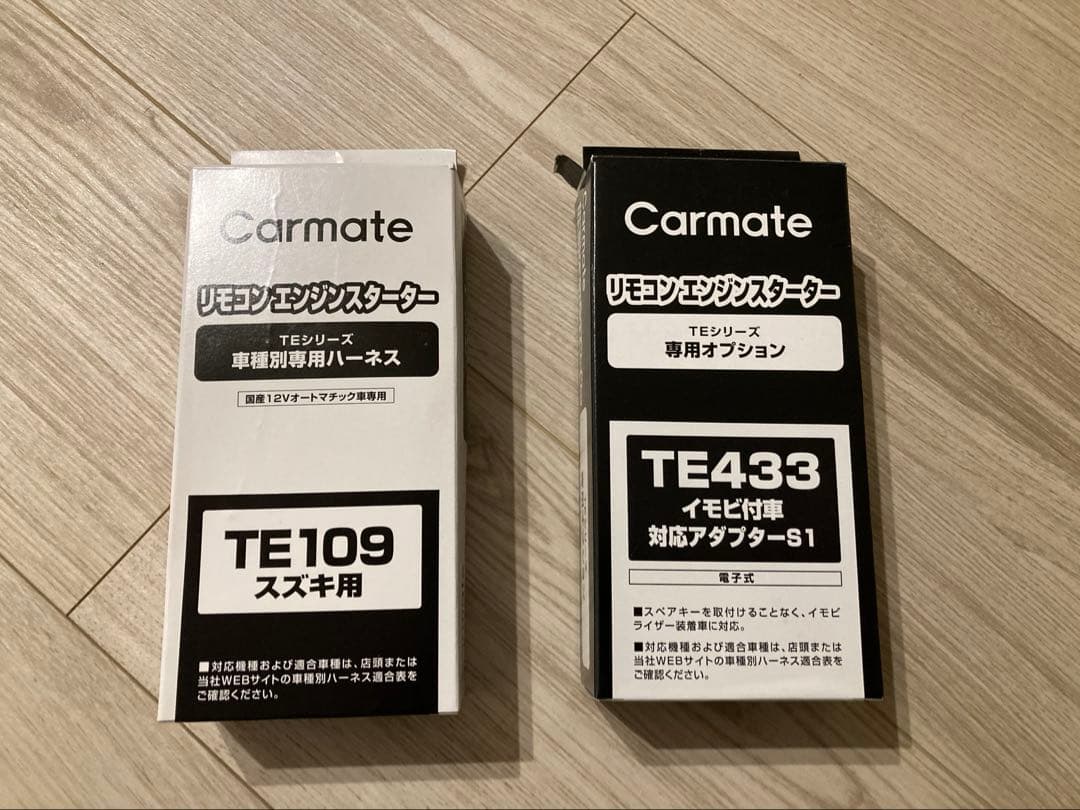 Carmate
リモコンエンジンスターター
TEシリーズ
車種別専用ハーネス
国産12Vオートマチック車専用
TE109
スズキ用
■対応機種および適合車種は、店頭または
当社WEBサイトの車種別ハーネス適合表を
ご確認ください。
Carmate
リモコンエンジンスターター
TEシリーズ
専用オプション
TE433
イモビ付車
対応アダプターS1
電子式
■スペアキーを取付けることなく、イモビ
ライザー装着車に対応。
■対応機種および適合車種は、店頭または
当社WEBサイトの車種別ハーネス適合表を
ご確認ください。